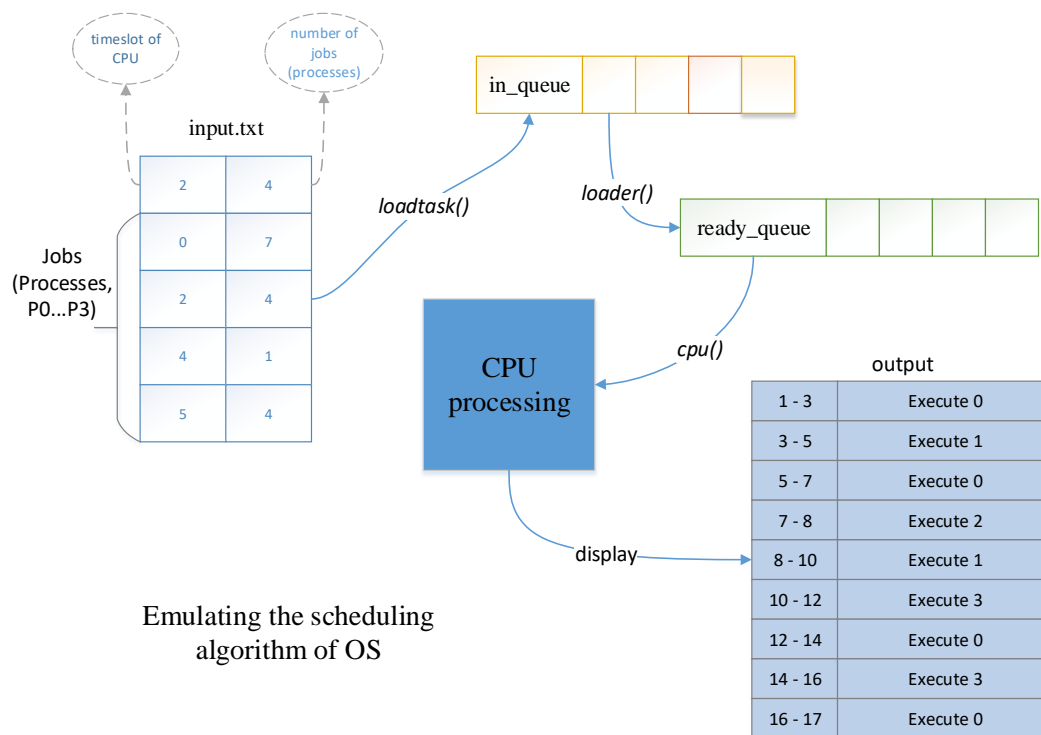 timeslot of
CPU
number of
jobs
(processes)
input.txt
2 4
0 7
2 4
4 1
5 4
Jobs
(Processes,
P0...P3)
loadtask()
in_queue
loader()
ready_queue
cpu()
CPU
processing
display
output
1 - 3 Execute 0
3 - 5 Execute 1
5 - 7 Execute 0
7 - 8 Execute 2
8 - 10 Execute 1
10 - 12 Execute 3
12 - 14 Execute 0
14 - 16 Execute 3
16 - 17 Execute 0
Emulating the scheduling
algorithm of OS